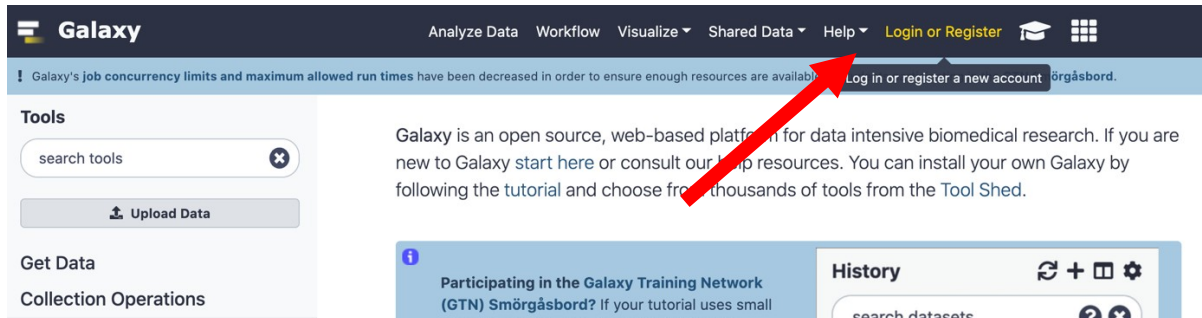 Galaxy
Analyze Data Workflow Visualize Shared Data Help Login or Register
! Galaxy's job concurrency limits and maximum allowed run times have been decreased in order to ensure enough resources are availabl
Log in or register a new account
örgåsbord.
Tools
search tools
Upload Data
Get Data
Collection Operations
Galaxy is an open source, web-based platform for data intensive biomedical research. If you are
new to Galaxy start here or consult our help resources. You can install your own Galaxy by
following the tutorial and choose from thousands of tools from the Tool Shed.
Participating in the Galaxy Training Network
(GTN) Smörgåsbord? If your tutorial uses small
History
search datasets